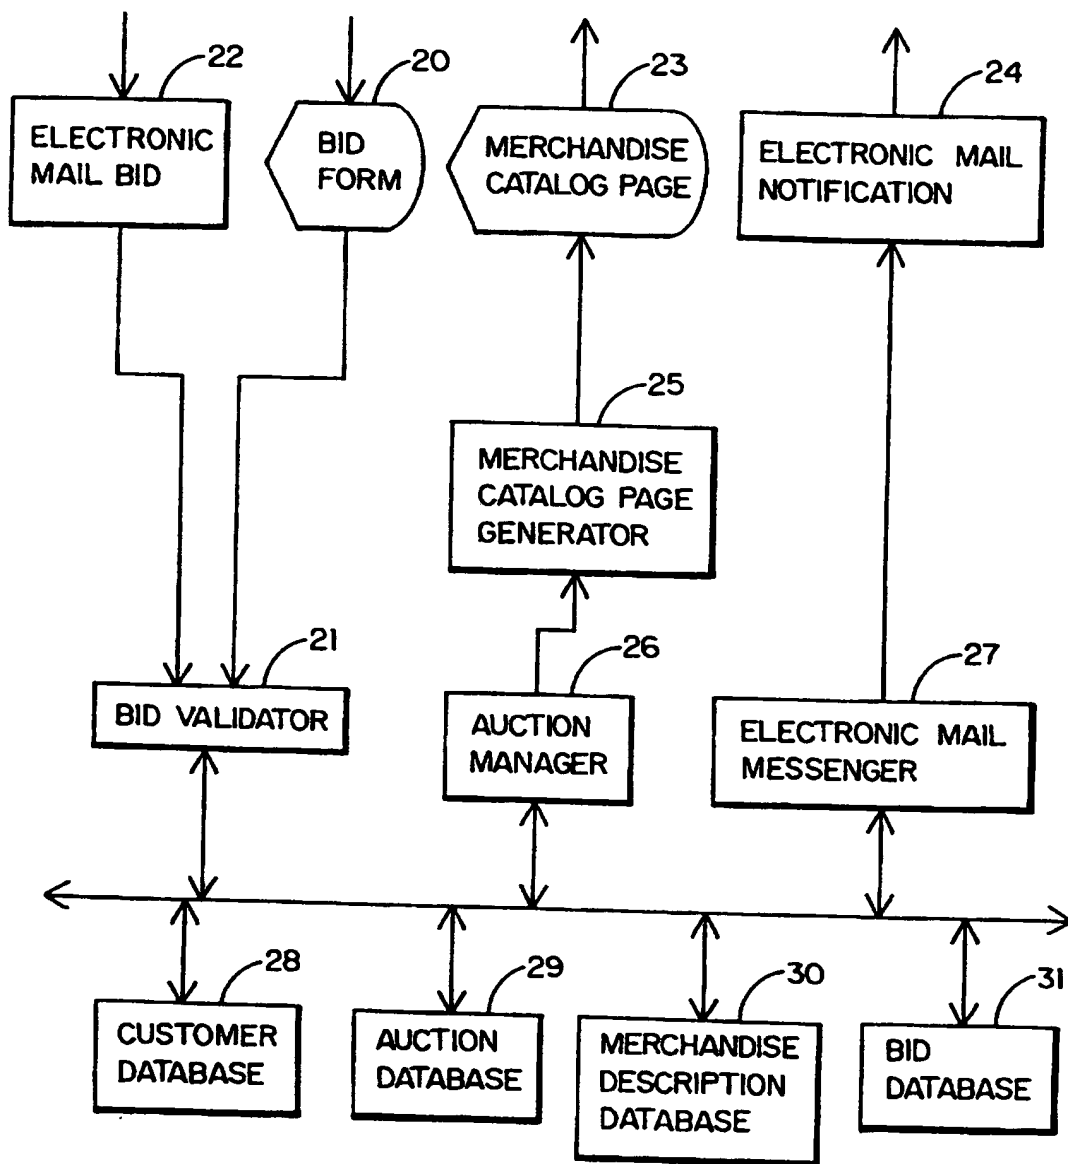 22
20
23
24
ELECTRONIC
MAIL BID
BID
FORM
MERCHANDISE
CATALOG PAGE
ELECTRONIC MAIL
NOTIFICATION
25
MERCHANDISE
CATALOG PAGE
GENERATOR
21
26
27
BID VALIDATOR
AUCTION
MANAGER
ELECTRONIC MAIL
MESSENGER
28
29
30
31
CUSTOMER
DATABASE
AUCTION
DATABASE
MERCHANDISE
DESCRIPTION
DATABASE
BID
DATABASE